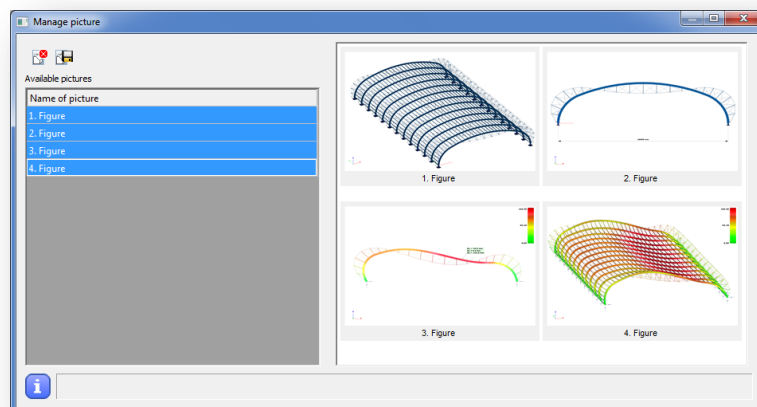 Manage picture
Available pictures
Name of picture
1. Figure
2. Figure
3. Figure
4. Figure
1. Figure
2. Figure
3. Figure
4. Figure